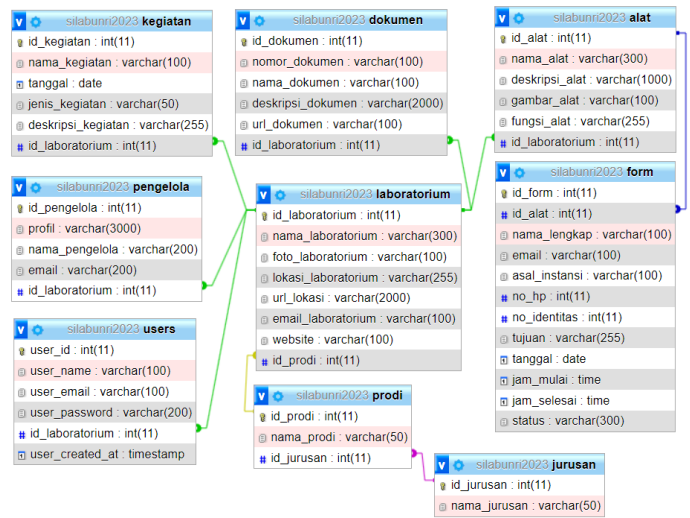 silabunri2023 kegiatan
id_kegiatan : int(11)
nama_kegiatan : varchar(100)
tanggal : date
jenis_kegiatan : varchar(50)
deskripsi_kegiatan : varchar(255)
id_laboratorium : int(11)
silabunri2023 dokumen
id_dokumen : int(11)
nomor_dokumen : varchar(100)
nama_dokumen : varchar(100)
deskripsi_dokumen : varchar(2000)
url_dokumen : varchar(100)
id_laboratorium : int(11)
silabunri2023 alat
id_alat : int(11)
nama_alat : varchar(300)
deskripsi_alat : varchar(1000)
gambar_alat : varchar(100)
fungsi_alat : varchar(255)
id_laboratorium : int(11)
silabunri2023 pengelola
id_pengelola : int(11)
profil : varchar(3000)
nama_pengelola : varchar(200)
email : varchar(200)
id_laboratorium : int(11)
silabunri2023 laboratorium
id_laboratorium : int(11)
nama_laboratorium : varchar(300)
foto_laboratorium : varchar(100)
lokasi_laboratorium : varchar(255)
url_lokasi : varchar(2000)
email_laboratorium : varchar(100)
website : varchar(100)
id_prodi : int(11)
silabunri2023 form
id_form : int(11)
id_alat : int(11)
nama_lengkap : varchar(100)
email : varchar(100)
asal_instansi : varchar(100)
no_hp : int(11)
no_identitas : int(11)
tujuan : varchar(255)
tanggal : date
jam_mulai : time
jam_selesai : time
status : varchar(300)
silabunri2023 users
user_id : int(11)
user_name : varchar(100)
user_email : varchar(100)
user_password : varchar(200)
id_laboratorium : int(11)
user_created_at : timestamp
silabunri2023 prodi
id_prodi : int(11)
nama_prodi : varchar(50)
id_jurusan : int(11)
silabunri2023 jurusan
id_jurusan : int(11)
nama_jurusan : varchar(50)